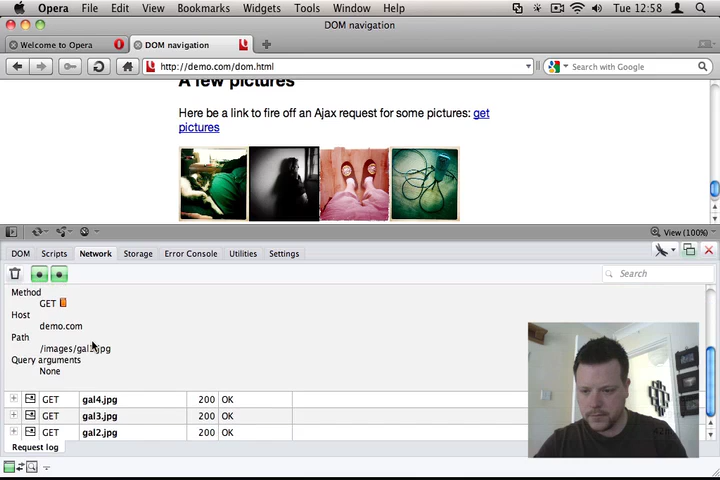 Opera File Edit View Bookmarks Widgets Tools Window Help Tue 12:58
DOM navigation
Welcome to Opera DOM navigation
http://demo.com/dom.html Search with Google
A few pictures
Here be a link to fire off an Ajax request for some pictures: get
pictures
View (100%)
DOM Scripts Network Storage Error Console Utilities Settings
Search
Method
GET
Host
demo.com
Path
Query arguments
None
GET gal4.jpg 200 OK
GET gal3.jpg 200 OK
GET gal2.jpg 200 OK
Request log